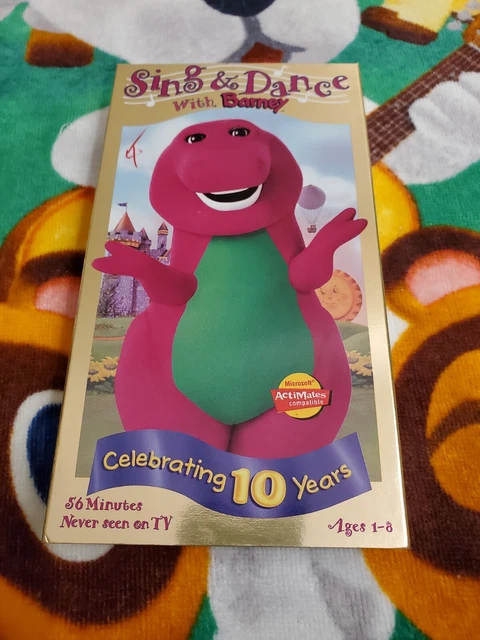 Sing & Dance
With Barney
Microsoft®
ActiMates
compatible
Celebrating 10 Years
56 Minutes
Never seen on TV
Ages 1-8